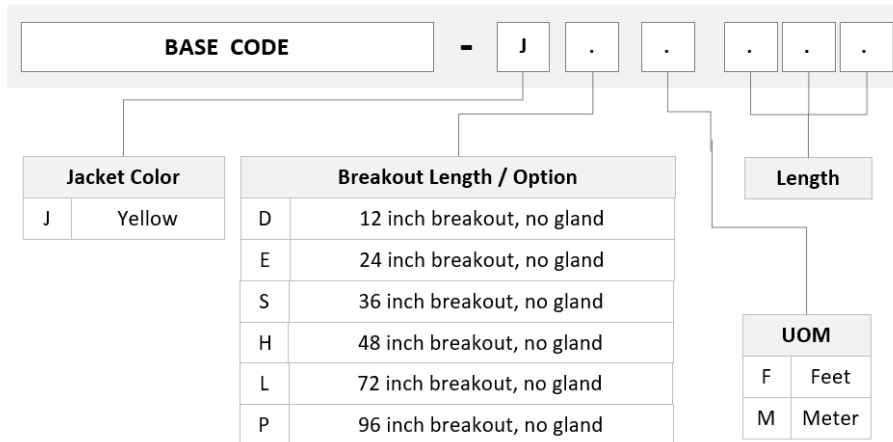 BASE CODE - J . . . . .
Jacket Color
J Yellow
Breakout Length / Option
D 12 inch breakout, no gland
E 24 inch breakout, no gland
S 36 inch breakout, no gland
H 48 inch breakout, no gland
L 72 inch breakout, no gland
P 96 inch breakout, no gland
Length
UOM
F Feet
M Meter